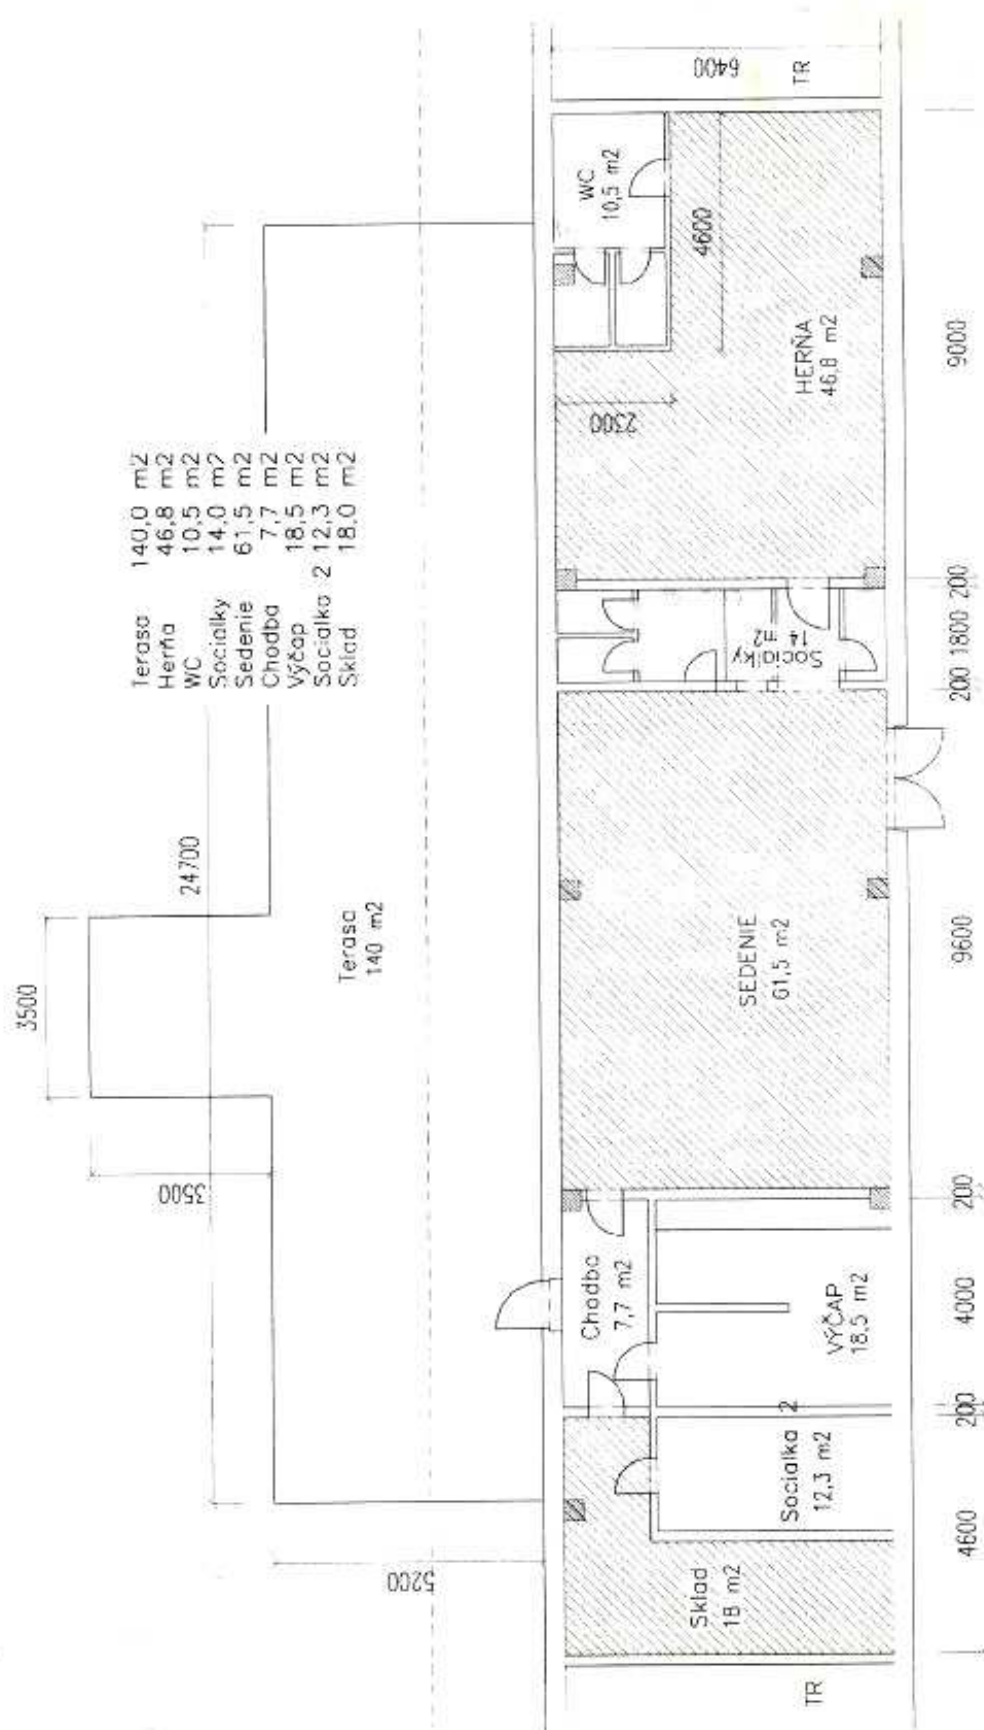 Terasa 140,0 m2
Herňa 46,8 m2
WC 10,5 m2
Socialky 14,0 m2
Sedenie 61,5 m2
Chodba 7,7 m2
Výčap 18,5 m2
Socialka 2 12,3 m2
Sklad 18,0 m2
3500
24700
3500
5200
Terasa
140 m2
TR
Sklad
18 m2
Socialka 2
12,3 m2
Chodba
7,7 m2
VÝČAP
18.5 m2
SEDENIE
61,5 m2
Socialky
14 m2
2300
4600
WC
10,5 m2
HERŇA
46,8 m2
6400
TR
4600
200
4000
200
9600
200
1800
200
9000